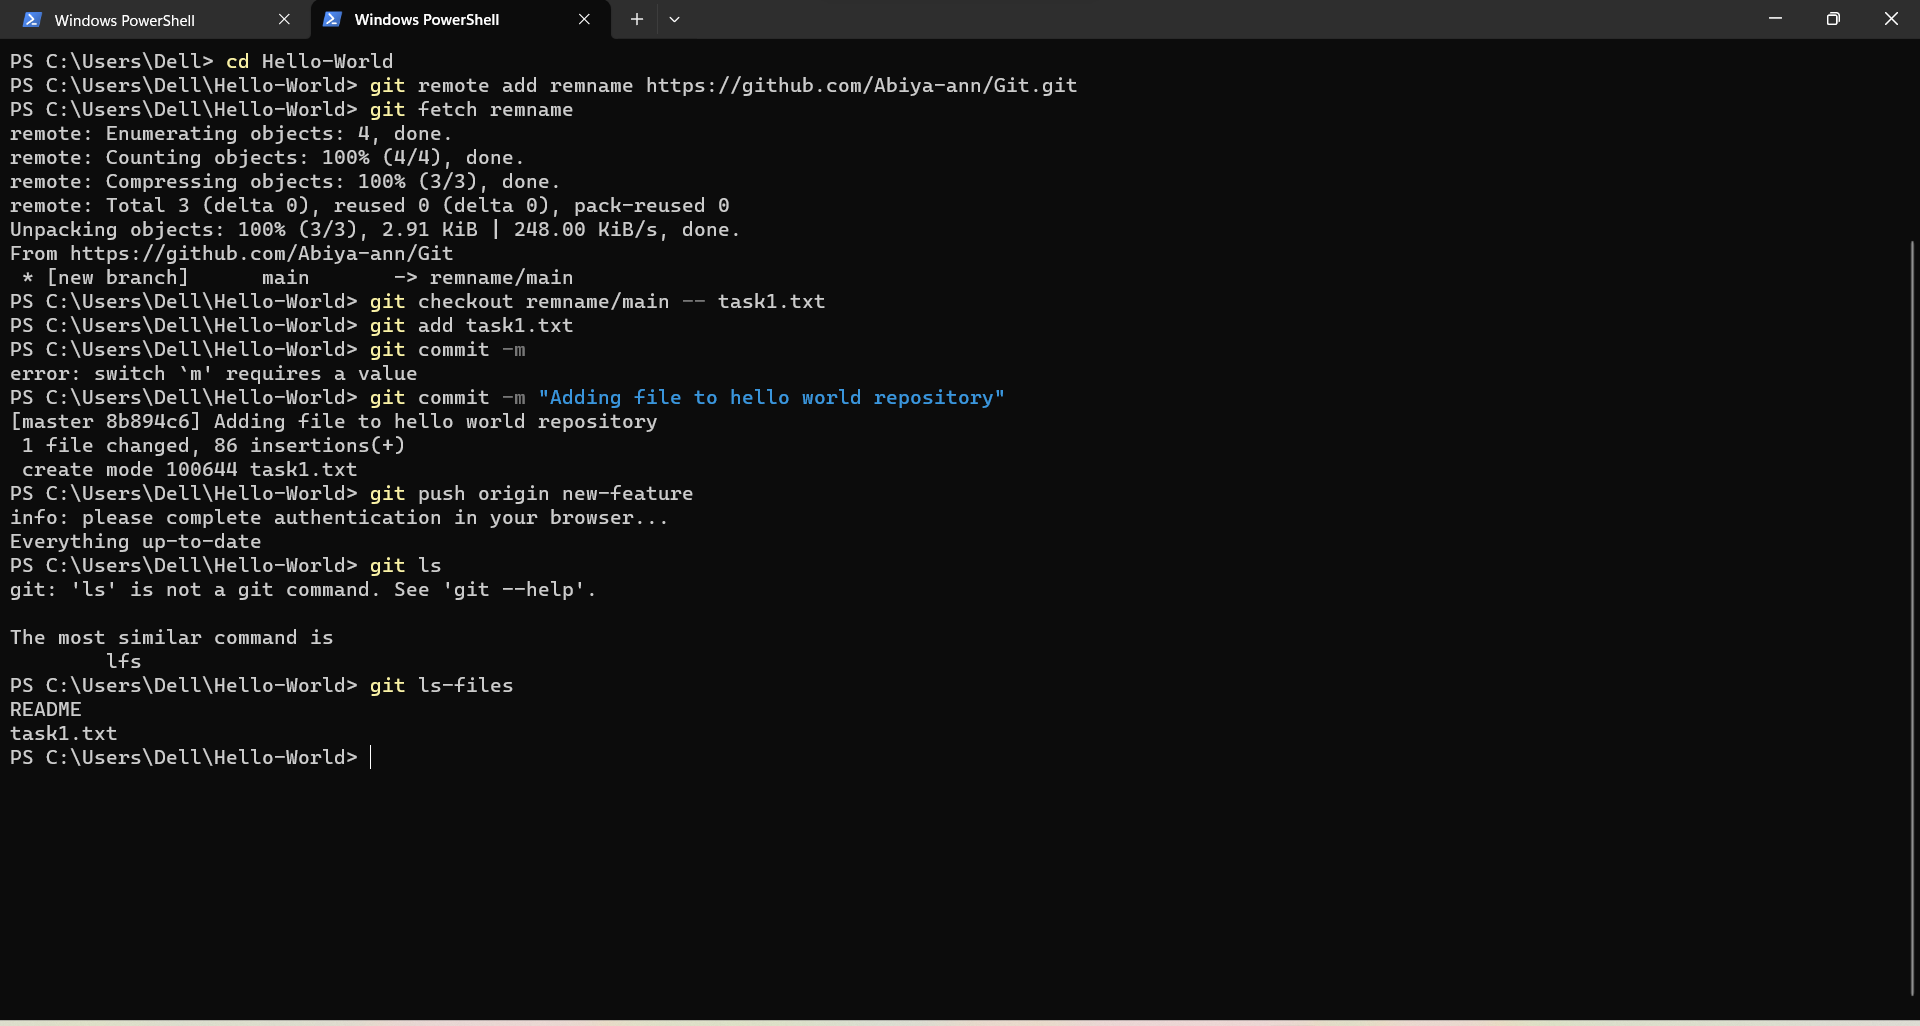 Windows PowerShell
Windows PowerShell
PS C:\Users\Dell> cd Hello-World
PS C:\Users\Dell\Hello-World> git remote add remname https://github.com/Abiya-ann/Git.git
PS C:\Users\Dell\Hello-World> git fetch remname
remote: Enumerating objects: 4, done.
remote: Counting objects: 100% (4/4), done.
remote: Compressing objects: 100% (3/3), done.
remote: Total 3 (delta 0), reused 0 (delta 0), pack-reused 0
Unpacking objects: 100% (3/3), 2.91 KiB | 248.00 KiB/s, done.
From https://github.com/Abiya-ann/Git
 * [new branch]      main       -> remname/main
PS C:\Users\Dell\Hello-World> git checkout remname/main -- task1.txt
PS C:\Users\Dell\Hello-World> git add task1.txt
PS C:\Users\Dell\Hello-World> git commit -m
error: switch `m' requires a value
PS C:\Users\Dell\Hello-World> git commit -m "Adding file to hello world repository"
[master 8b894c6] Adding file to hello world repository
 1 file changed, 86 insertions(+)
 create mode 100644 task1.txt
PS C:\Users\Dell\Hello-World> git push origin new-feature
info: please complete authentication in your browser...
Everything up-to-date
PS C:\Users\Dell\Hello-World> git ls
git: 'ls' is not a git command. See 'git --help'.

The most similar command is
        lfs
PS C:\Users\Dell\Hello-World> git ls-files
README
task1.txt
PS C:\Users\Dell\Hello-World>